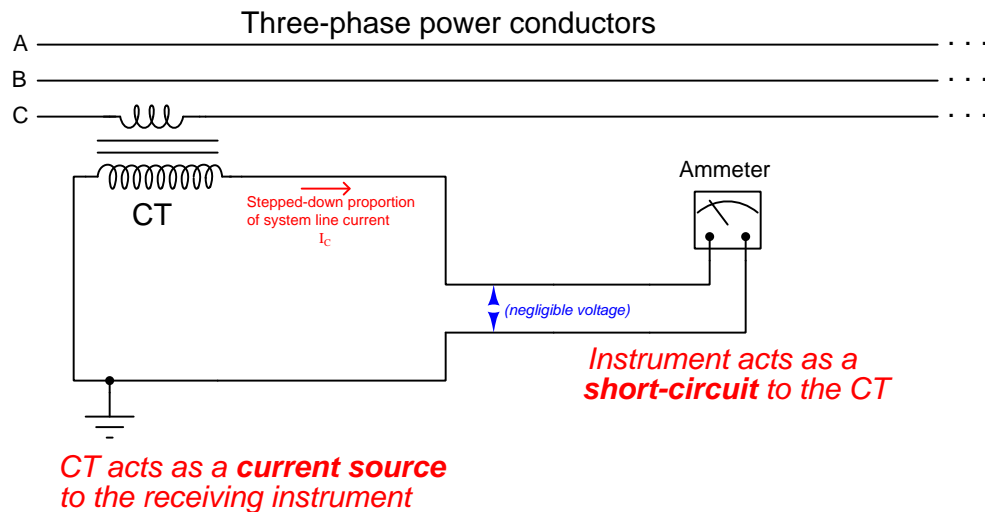 Three-phase power conductors
A
. . .
B
. . .
C
. . .
Ammeter
CT
Stepped-down proportion
of system line current
I_C
(negligible voltage)
Instrument acts as a
short-circuit to the CT
CT acts as a current source
to the receiving instrument